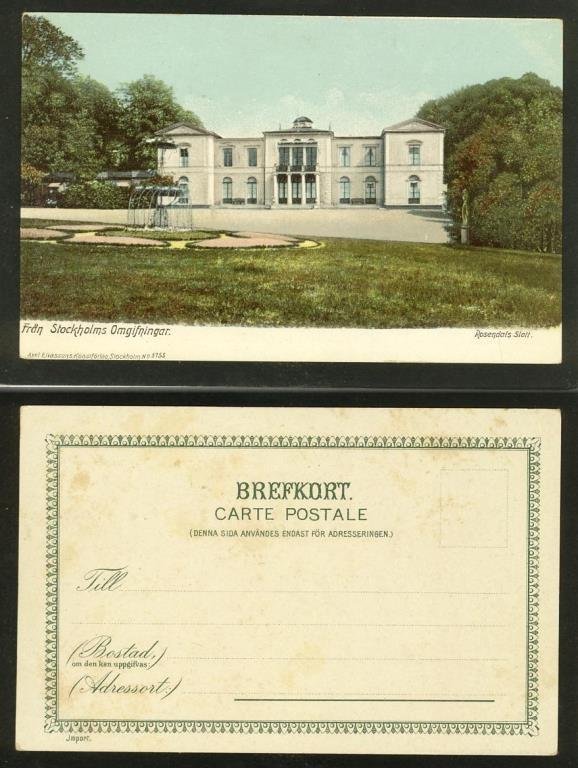 Från Stockholms Omgifningar.
Rosendals Slott.
Axel Eliassons Konstförlag, Stockholm. No 3755
BREFKORT.
CARTE POSTALE
(DENNA SIDA ANVÄNDES ENDAST FÖR ADRESSERINGEN.)
Till
(Bostad,)
om den kan uppgifvas:
(Adressort:)
Import.